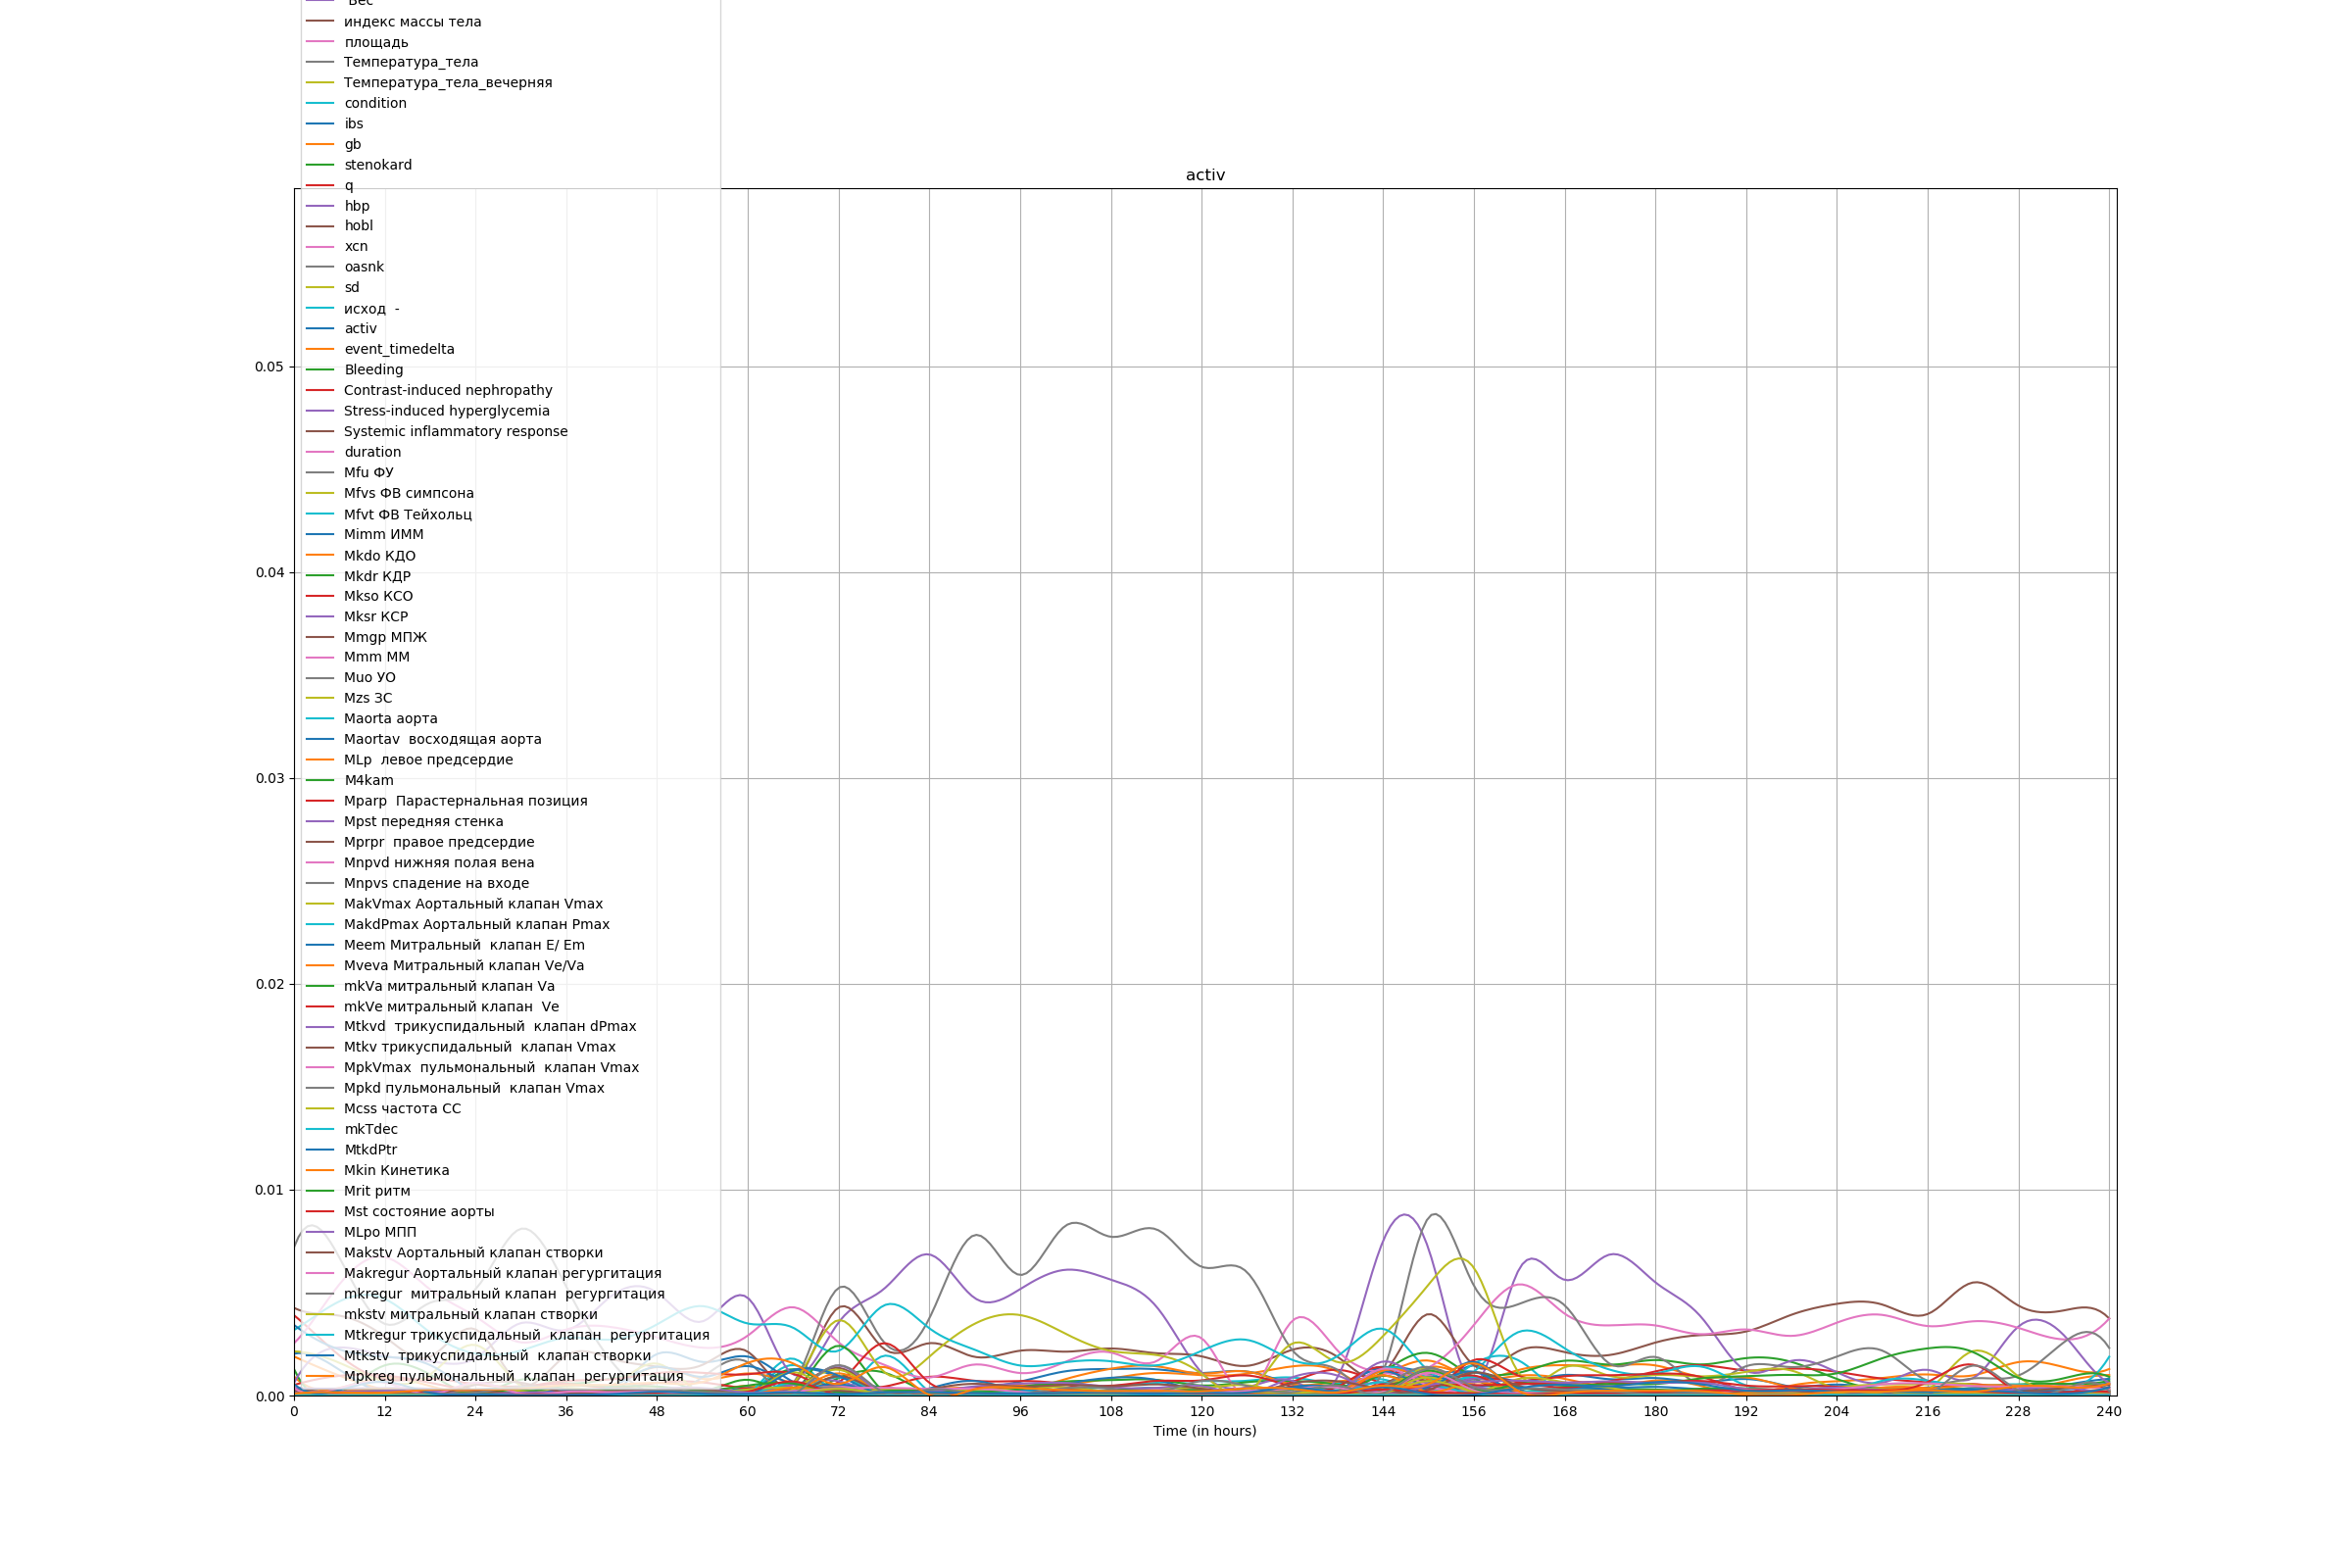 Вес
индекс массы тела
площадь
Температура_тела
Температура_тела_вечерняя
condition
ibs
gb
stenokard
q
hbp
hobl
xcn
oasnk
sd
исход  -
activ
event_timedelta
Bleeding
Contrast-induced nephropathy
Stress-induced hyperglycemia
Systemic inflammatory response
duration
Mfu ФУ
Mfvs ФВ симпсона
Mfvt ФВ Тейхольц
Mimm ИММ
Mkdo КДО
Mkdr КДР
Mkso КСО
Mksr КСР
Mmgp МПЖ
Mmm ММ
Muo УО
Mzs ЗС
Maorta аорта
Maortav  восходящая аорта
MLp  левое предсердие
M4kam
Mparp  Парастернальная позиция
Mpst передняя стенка
Mprpr  правое предсердие
Mnpvd нижняя полая вена
Mnpvs спадение на входе
MakVmax Аортальный клапан Vmax
MakdPmax Аортальный клапан Pmax
Meem Митральный  клапан E/ Em
Mveva Митральный клапан Ve/Va
mkVa митральный клапан Va
mkVe митральный клапан  Ve
Mtkvd  трикуспидальный  клапан dPmax
Mtkv трикуспидальный  клапан Vmax
MpkVmax  пульмональный  клапан Vmax
Mpkd пульмональный  клапан Vmax
Mcss частота СС
mkTdec
MtkdPtr
Mkin Кинетика
Mrit ритм
Mst состояние аорты
MLpo МПП
Makstv Аортальный клапан створки
Makregur Аортальный клапан регургитация
mkregur  митральный клапан  регургитация
mkstv митральный клапан створки
Mtkregur трикуспидальный  клапан  регургитация
Mtkstv  трикуспидальный  клапан створки
Mpkreg пульмональный  клапан  регургитация
activ
0.05
0.04
0.03
0.02
0.01
0.00
0 12 24 36 48 60 72 84 96 108 120 132 144 156 168 180 192 204 216 228 240
Time (in hours)